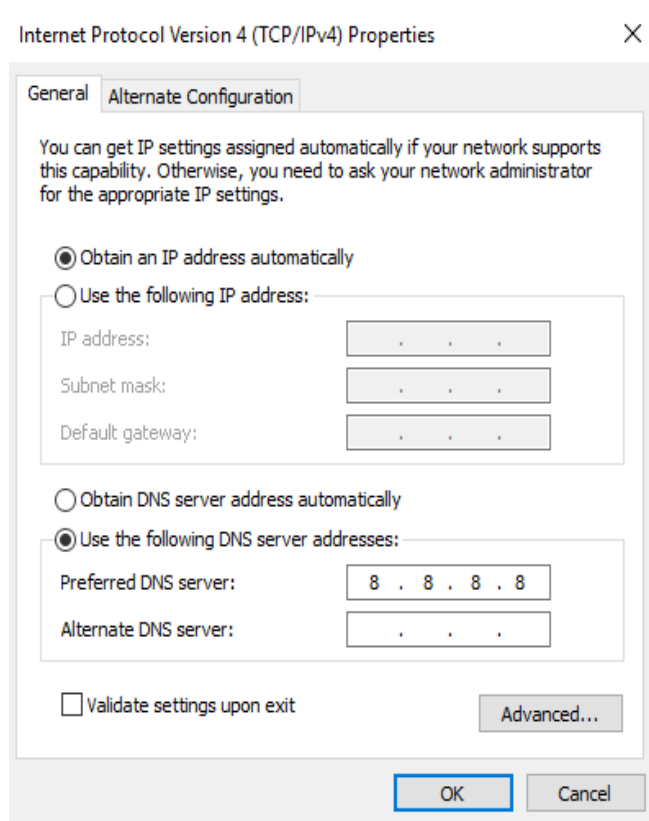 Internet Protocol Version 4 (TCP/IPv4) Properties
General
Alternate Configuration
You can get IP settings assigned automatically if your network supports
this capability. Otherwise, you need to ask your network administrator
for the appropriate IP settings.
Obtain an IP address automatically
Use the following IP address:
IP address: . . .
Subnet mask: . . .
Default gateway: . . .
Obtain DNS server address automatically
Use the following DNS server addresses:
Preferred DNS server: 8 . 8 . 8 . 8
Alternate DNS server: . . .
Validate settings upon exit
Advanced...
OK
Cancel